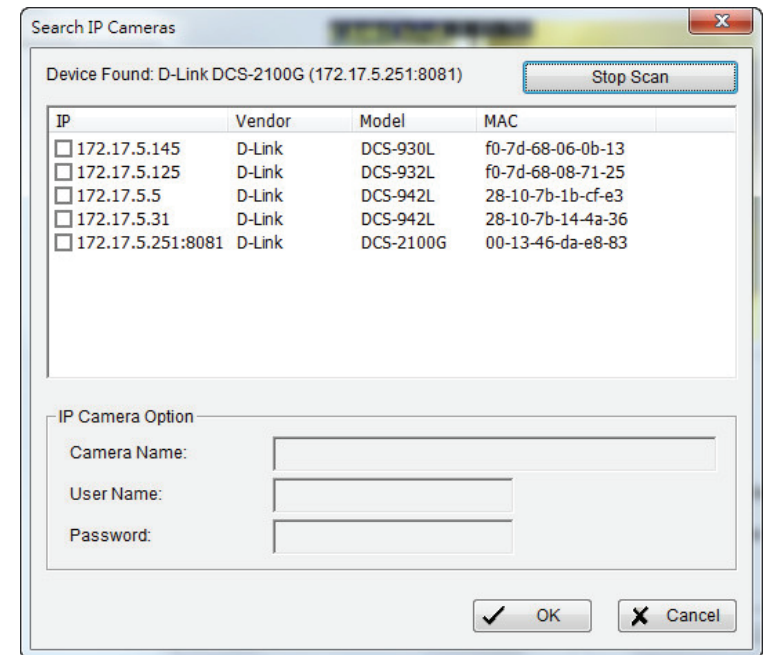 Search IP Cameras
Device Found: D-Link DCS-2100G (172.17.5.251:8081)
Stop Scan
IP Vendor Model MAC
172.17.5.145 D-Link DCS-930L f0-7d-68-06-0b-13
172.17.5.125 D-Link DCS-932L f0-7d-68-08-71-25
172.17.5.5 D-Link DCS-942L 28-10-7b-1b-cf-e3
172.17.5.31 D-Link DCS-942L 28-10-7b-14-4a-36
172.17.5.251:8081 D-Link DCS-2100G 00-13-46-da-e8-83
IP Camera Option
Camera Name:
User Name:
Password:
OK Cancel